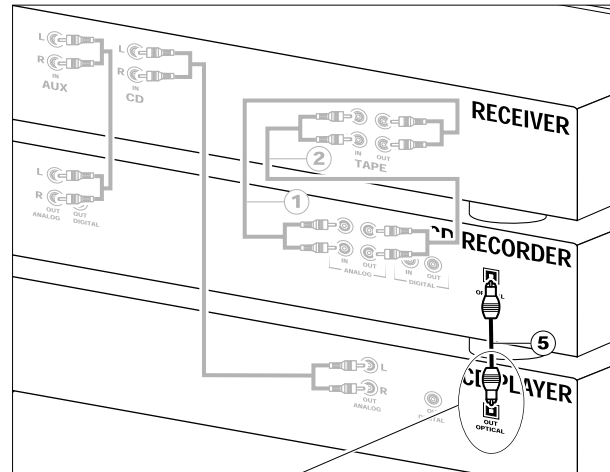 L
R
IN
AUX
L
R
IN
CD
RECEIVER
IN
OUT
TAPE
2
1
L
R
OUT
ANALOG
OUT
DIGITAL
RECORDER
IN
OUT
ANALOG
IN
OUT
DIGITAL
5
L
R
OUT
ANALOG
PLAYER
OUT
OPTICAL